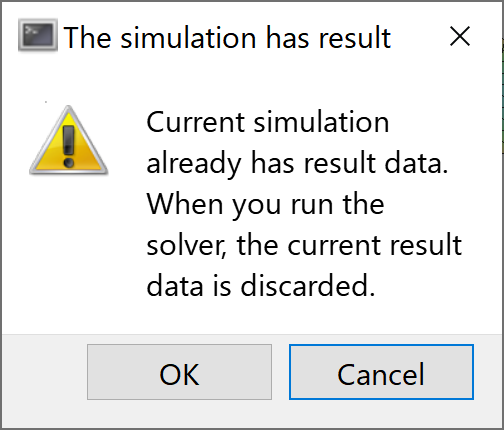 The simulation has result
Current simulation
already has result data.
When you run the
solver, the current result
data is discarded.
OK
Cancel